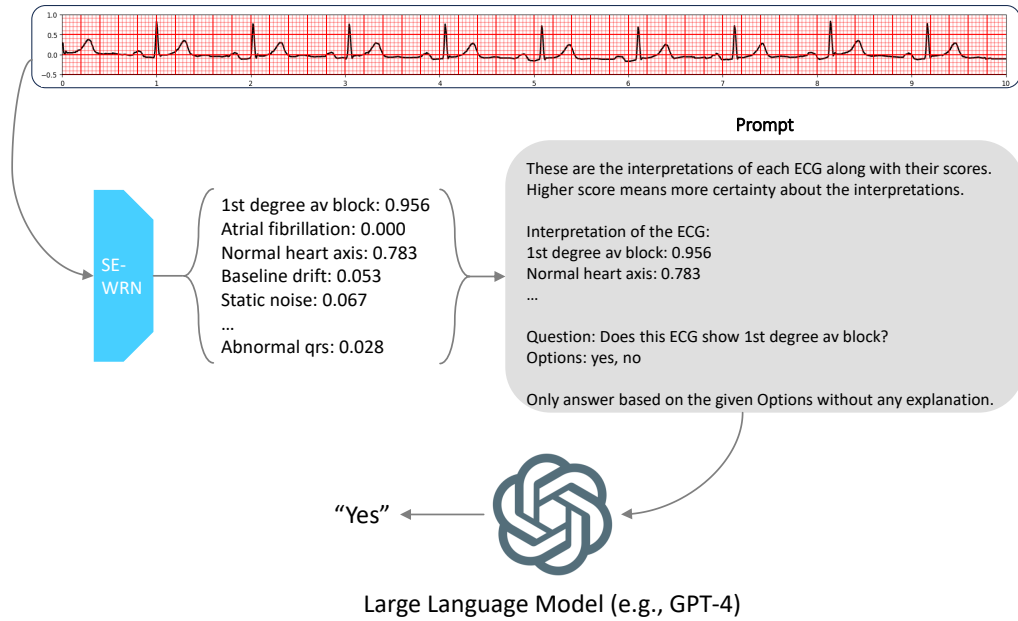 1.0
0.5
0.0
−0.5
0 1 2 3 4 5 6 7 8 9 10
Prompt
These are the interpretations of each ECG along with their scores.
Higher score means more certainty about the interpretations.
Interpretation of the ECG:
1st degree av block: 0.956
Normal heart axis: 0.783
...
Question: Does this ECG show 1st degree av block?
Options: yes, no
Only answer based on the given Options without any explanation.
SE-
WRN
1st degree av block: 0.956
Atrial fibrillation: 0.000
Normal heart axis: 0.783
Baseline drift: 0.053
Static noise: 0.067
...
Abnormal qrs: 0.028
“Yes”
Large Language Model (e.g., GPT-4)